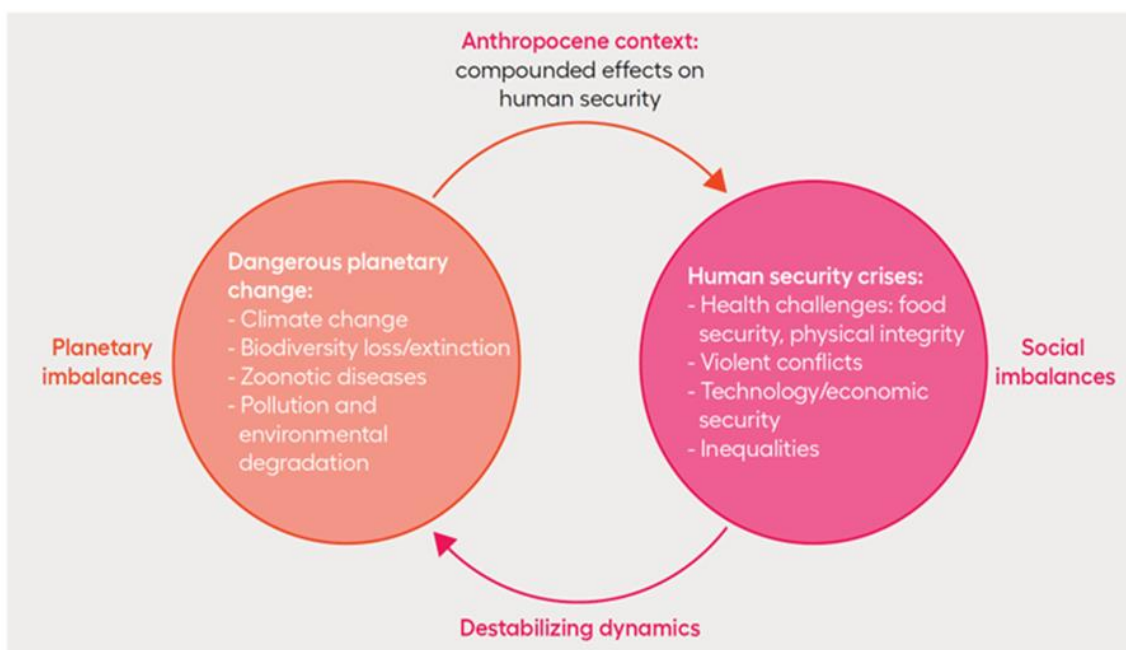 Anthropocene context:
compounded effects on
human security
Planetary
imbalances
Dangerous planetary
change:
- Climate change
- Biodiversity loss/extinction
- Zoonotic diseases
- Pollution and
environmental
degradation
Human security crises:
- Health challenges: food
security, physical integrity
- Violent conflicts
- Technology/economic
security
- Inequalities
Social
imbalances
Destabilizing dynamics